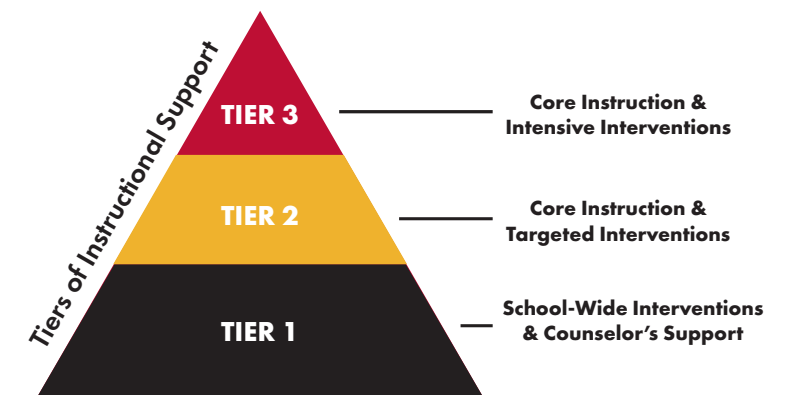 Tiers of Instructional Support
TIER 3
Core Instruction &
Intensive Interventions
TIER 2
Core Instruction &
Targeted Interventions
TIER 1
School-Wide Interventions
& Counselor's Support